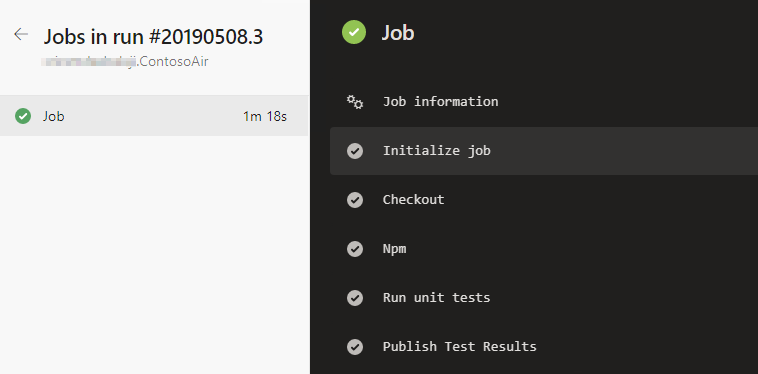 Jobs in run #20190508.3
.ContosoAir
Job
1m 18s
Job
Job information
Initialize job
Checkout
Npm
Run unit tests
Publish Test Results